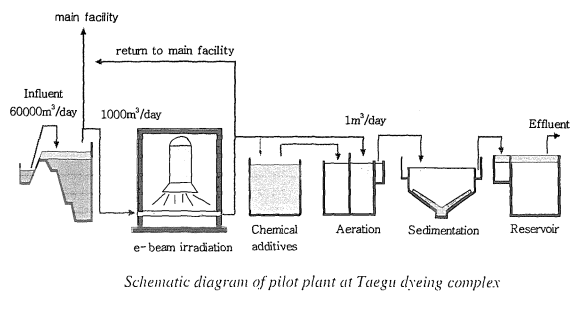 main facility
return to main facility
Influent
60000m³/day
1000m³/day
1m³/day
Effluent
e-beam irradiation
Chemical
additives
Aeration
Sedimentation
Reservoir
Schematic diagram of pilot plant at Taegu dyeing complex